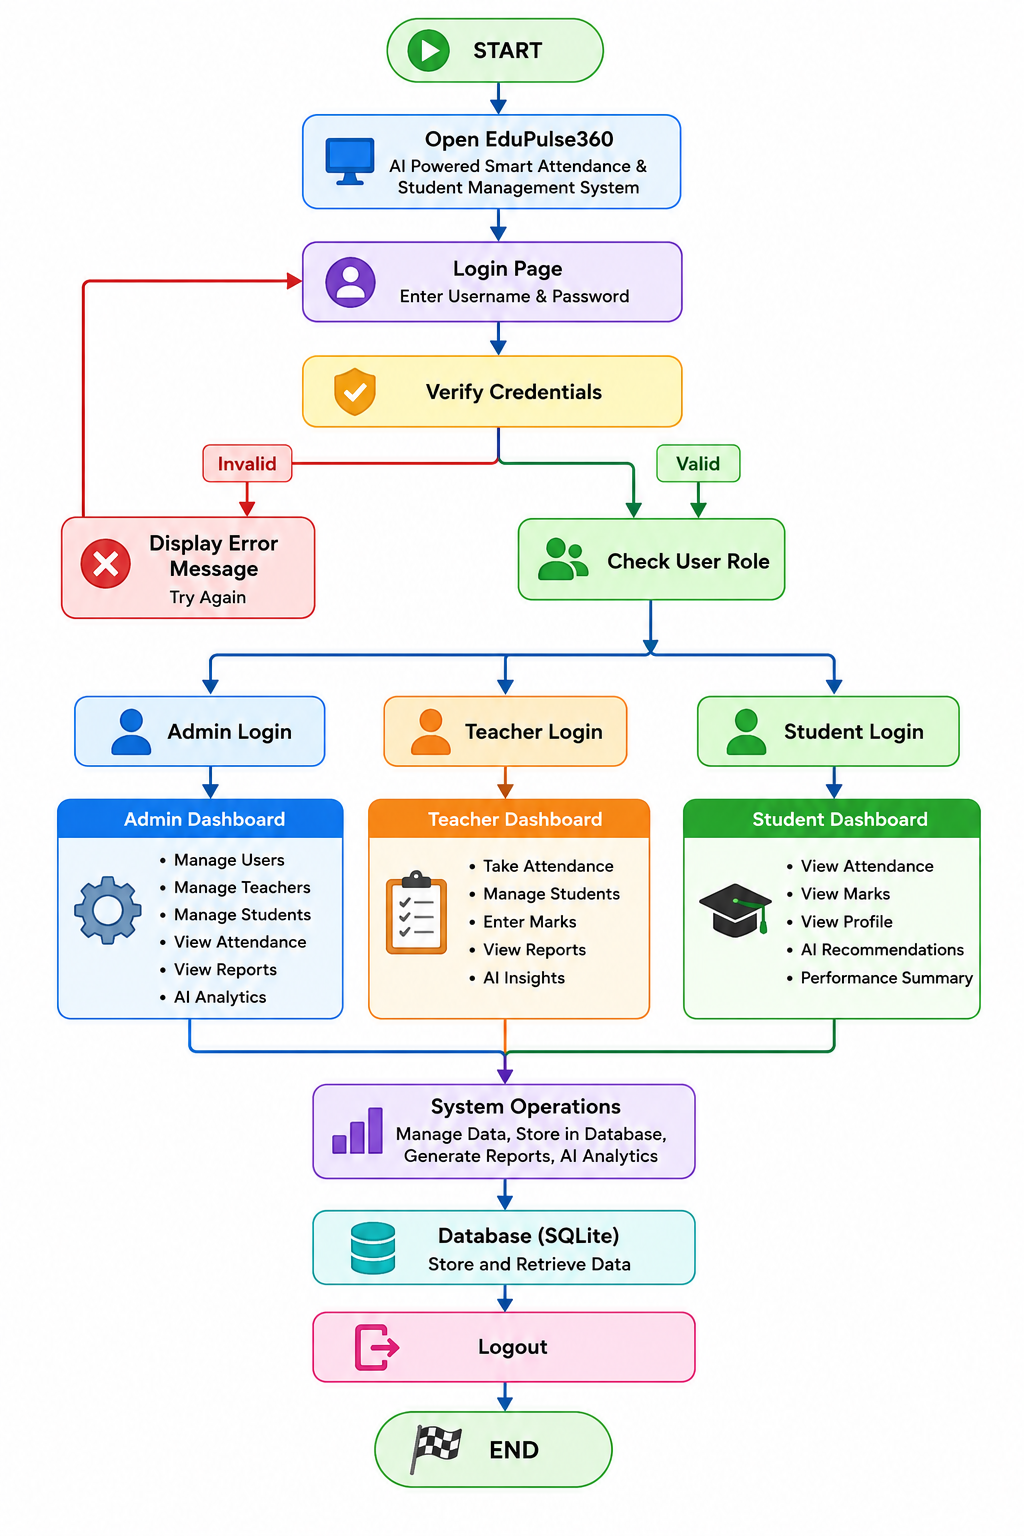 START
Open EduPulse360
AI Powered Smart Attendance &
Student Management System
Login Page
Enter Username & Password
Verify Credentials
Invalid
Valid
Display Error
Message
Try Again
Check User Role
Admin Login
Teacher Login
Student Login
Admin Dashboard
• Manage Users
• Manage Teachers
• Manage Students
• View Attendance
• View Reports
• AI Analytics
Teacher Dashboard
• Take Attendance
• Manage Students
• Enter Marks
• View Reports
• AI Insights
Student Dashboard
• View Attendance
• View Marks
• View Profile
• AI Recommendations
• Performance Summary
System Operations
Manage Data, Store in Database,
Generate Reports, AI Analytics
Database (SQLite)
Store and Retrieve Data
Logout
END